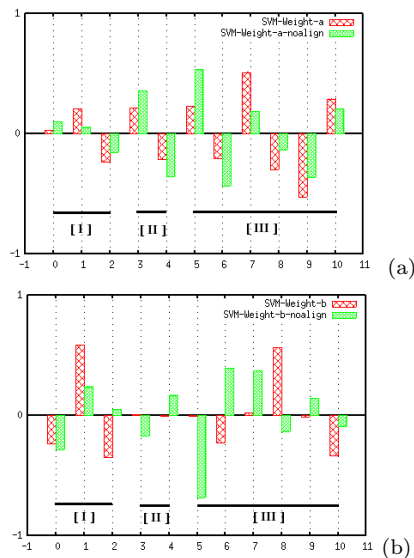 1
SVM-Weight-a
SVM-Weight-a-noalign
0
[ I ]
[ II ]
[ III ]
-1
-1 0 1 2 3 4 5 6 7 8 9 10 11
(a)
1
SVM-Weight-b
SVM-Weight-b-noalign
0
[ I ]
[ II ]
[ III ]
-1
-1 0 1 2 3 4 5 6 7 8 9 10 11
(b)